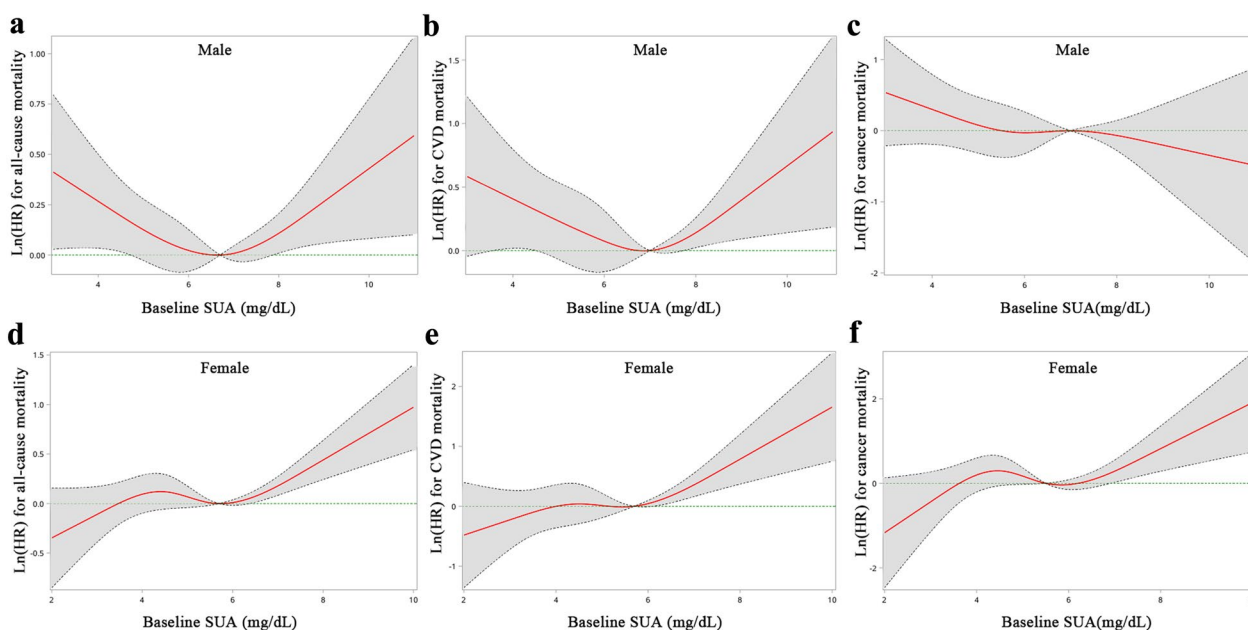 a
Male
Ln(HR) for all-cause mortality
1.00
0.75
0.50
0.25
0.00
4
6
8
10
Baseline SUA (mg/dL)
b
Male
Ln(HR) for CVD mortality
1.5
1.0
0.5
0.0
4
6
8
10
Baseline SUA (mg/dL)
c
Male
Ln(HR) for cancer mortality
1
0
-1
-2
4
6
8
10
Baseline SUA(mg/dL)
d
Female
Ln(HR) for all-cause mortality
1.5
1.0
0.5
0.0
-0.5
2
4
6
8
10
Baseline SUA (mg/dL)
e
Female
Ln(HR) for CVD mortality
2
1
0
-1
2
4
6
8
10
Baseline SUA (mg/dL)
f
Female
Ln(HR) for cancer mortality
2
0
-2
2
4
6
8
Baseline SUA(mg/dL)